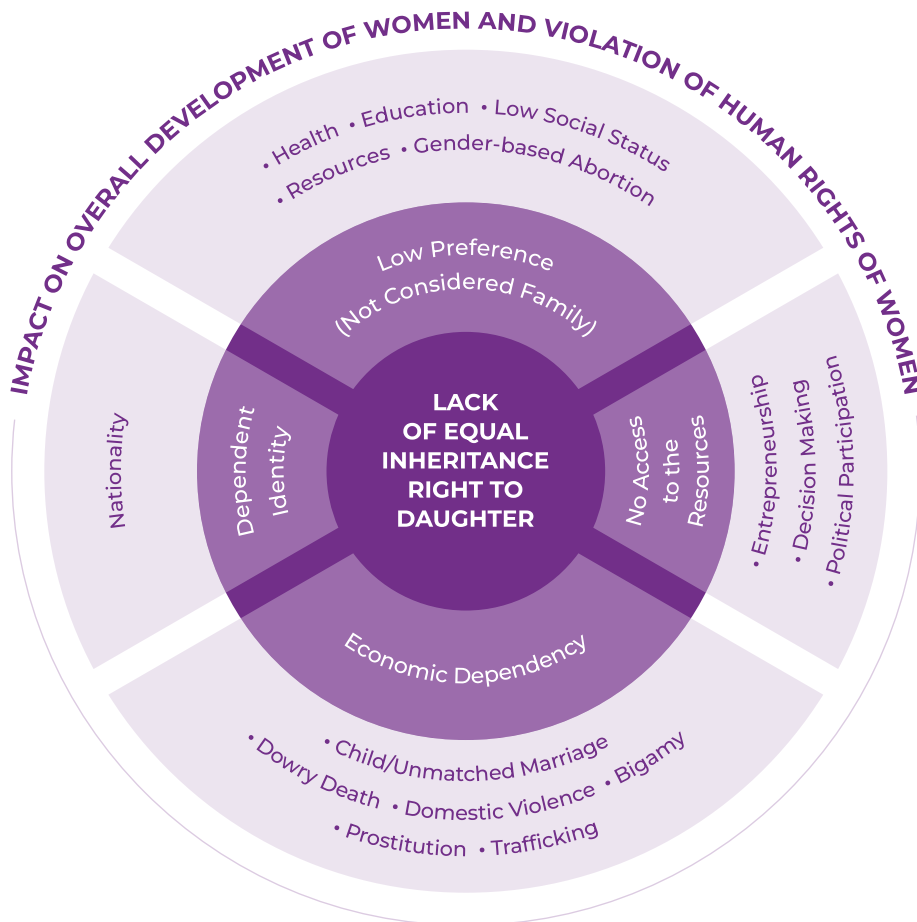 IMPACT ON OVERALL DEVELOPMENT OF WOMEN AND VIOLATION OF HUMAN RIGHTS OF WOMEN
• Health • Education • Low Social Status
• Resources • Gender-based Abortion
Low Preference
(Not Considered Family)
Nationality
Dependent
Identity
LACK
OF EQUAL
INHERITANCE
RIGHT TO
DAUGHTER
No Access
to the
Resources
• Entrepreneurship
• Decision Making
• Political Participation
Economic Dependency
• Child/Unmatched Marriage
• Dowry Death • Domestic Violence • Bigamy
• Prostitution • Trafficking